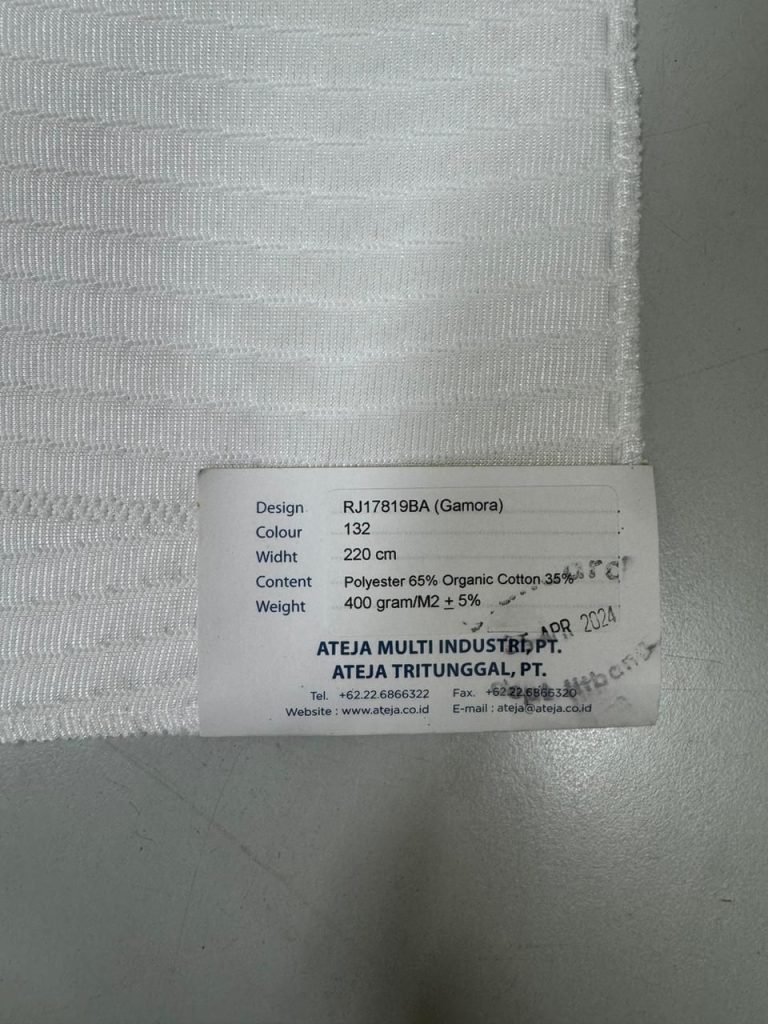 Design RJ17819BA (Gamora)
Colour 132
Widht 220 cm
Content Polyester 65% Organic Cotton 35%
Weight 400 gram/M2 ± 5%
APR 2024
ATEJA MULTI INDUSTRI, PT.
ATEJA TRITUNGGAL, PT.
Tel. +62.22.6866322 Fax. +62.22.6866320
Website : www.ateja.co.id E-mail : ateja@ateja.co.id